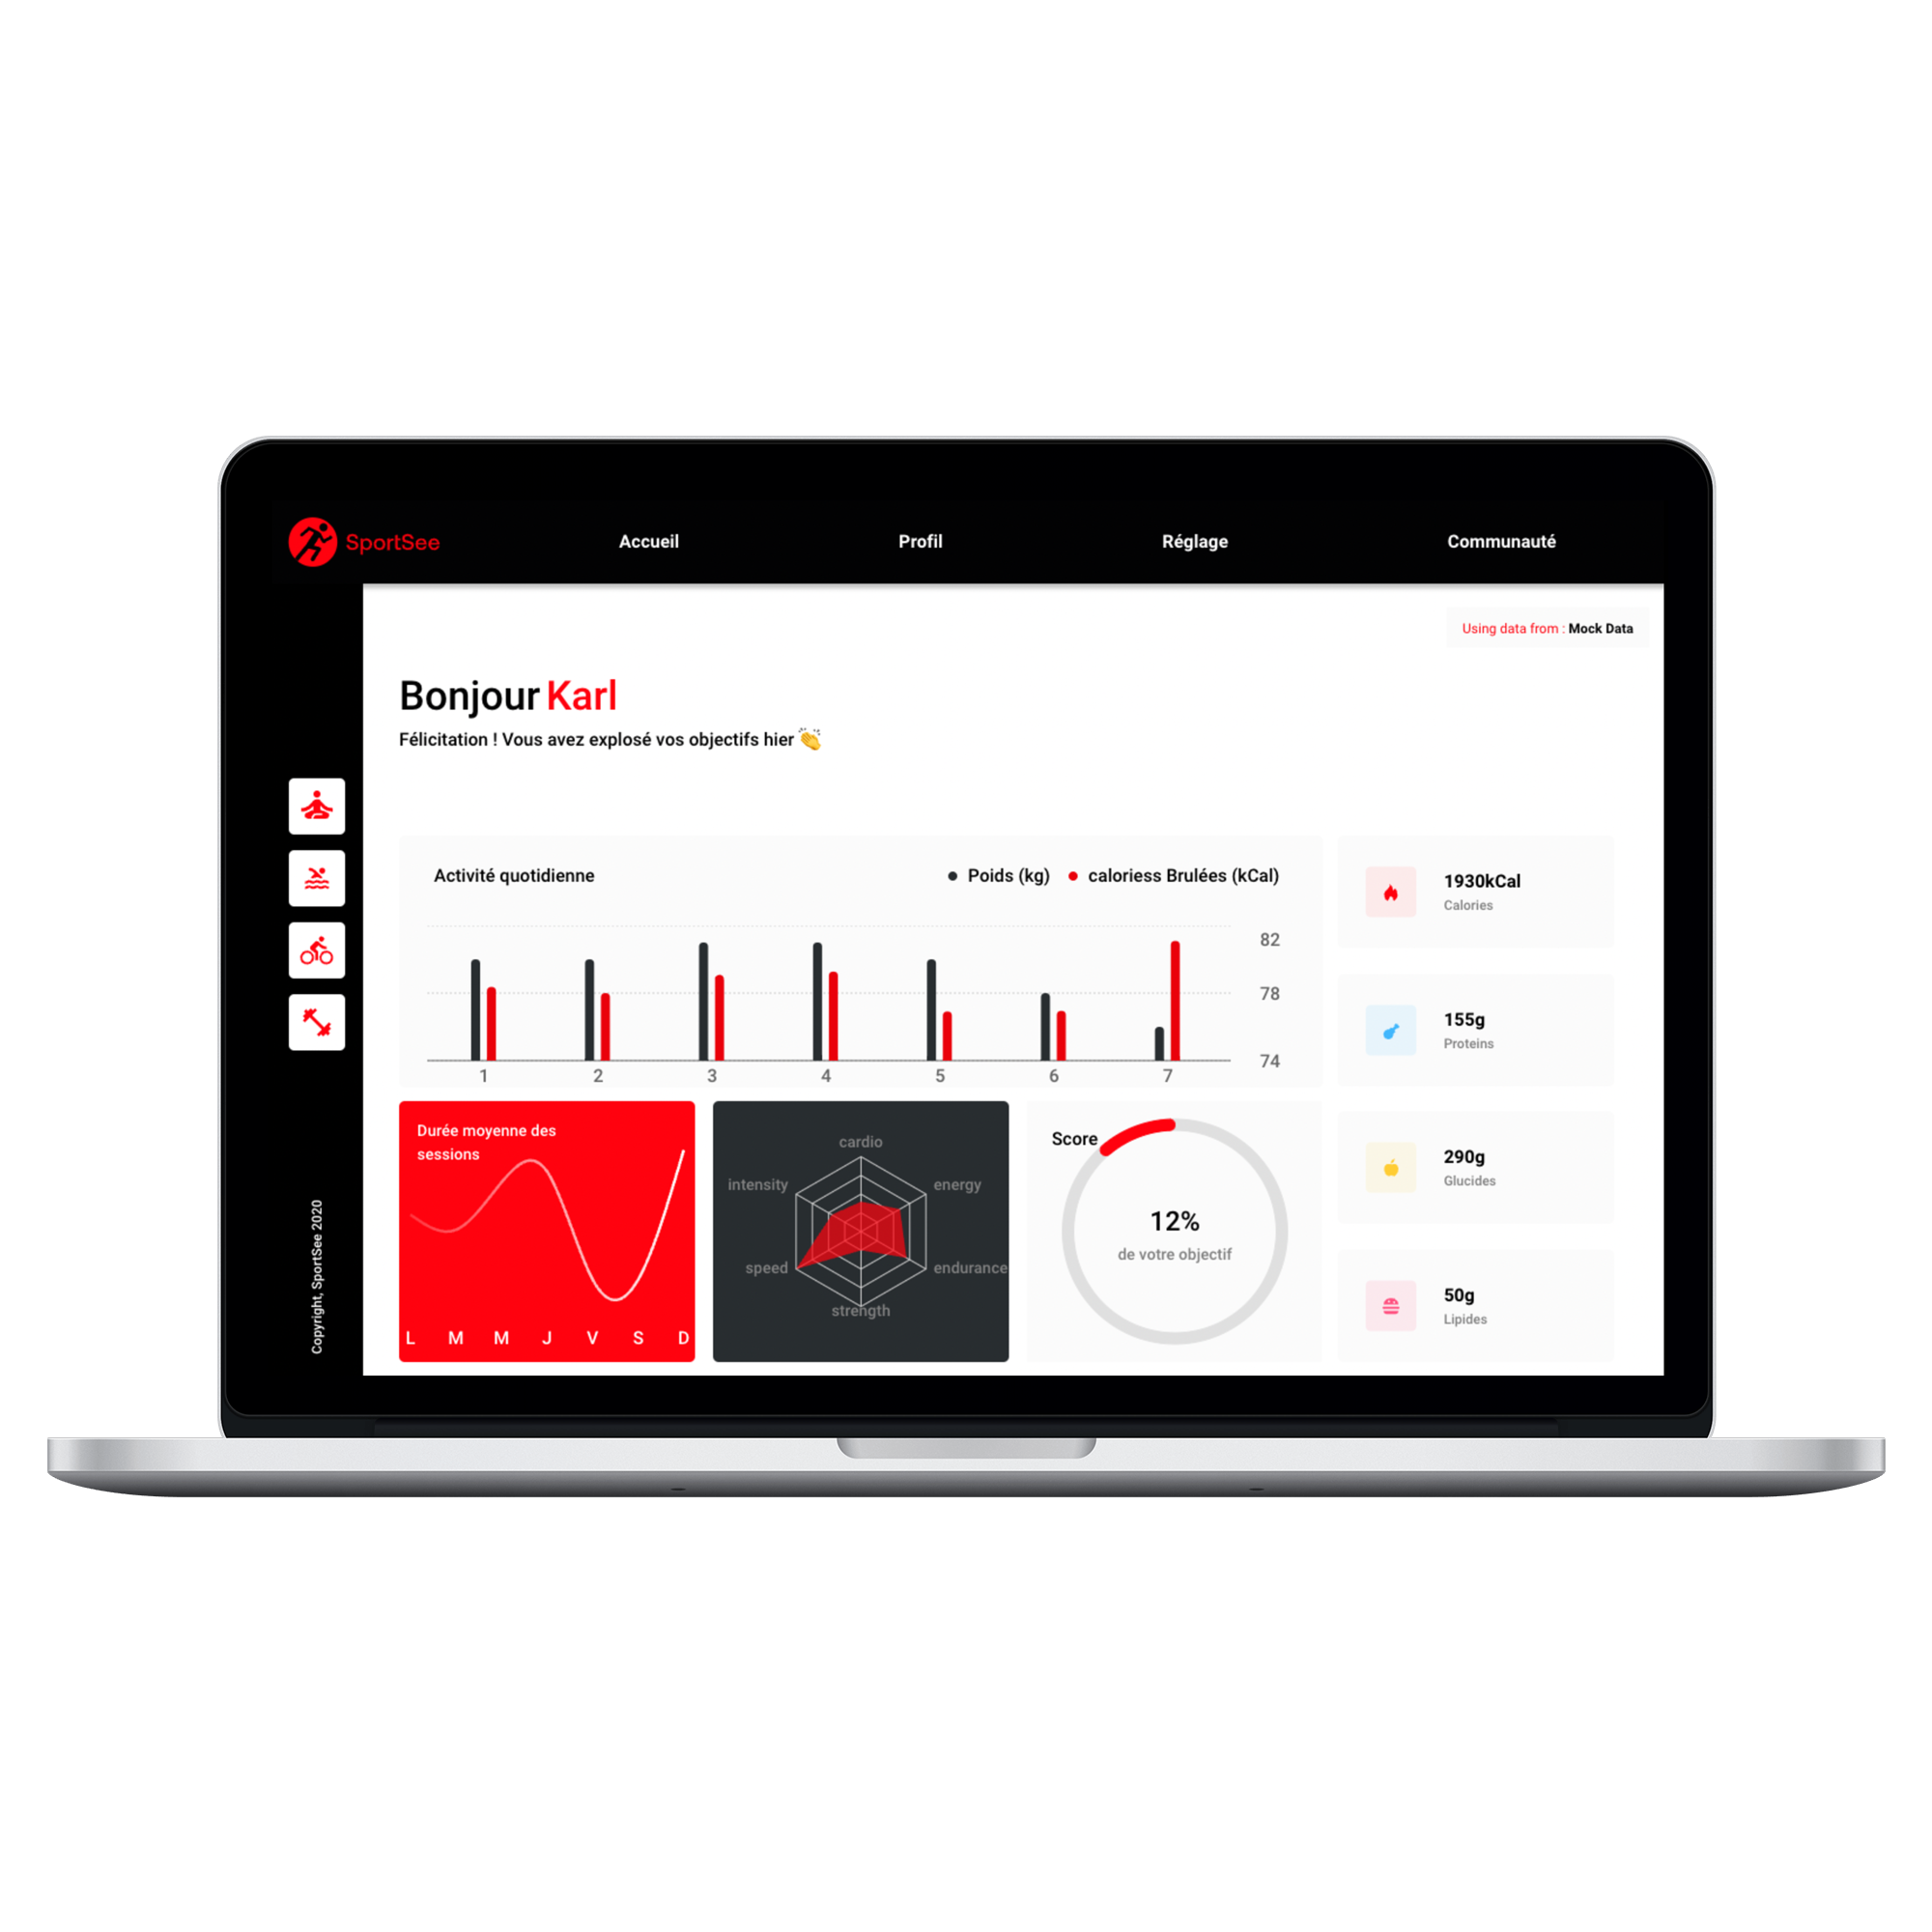 SportSee
Accueil
Profil
Réglage
Communauté
Using data from : Mock Data
Bonjour Karl
Félicitation ! Vous avez explosé vos objectifs hier 👏
Activité quotidienne
Poids (kg)
caloriess Brulées (kCal)
82
78
74
1 2 3 4 5 6 7
1930kCal
Calories
155g
Proteins
290g
Glucides
50g
Lipides
Durée moyenne des
sessions
L M M J V S D
cardio
energy
endurance
strength
speed
intensity
Score
12%
de votre objectif
Copyright, SportSee 2020